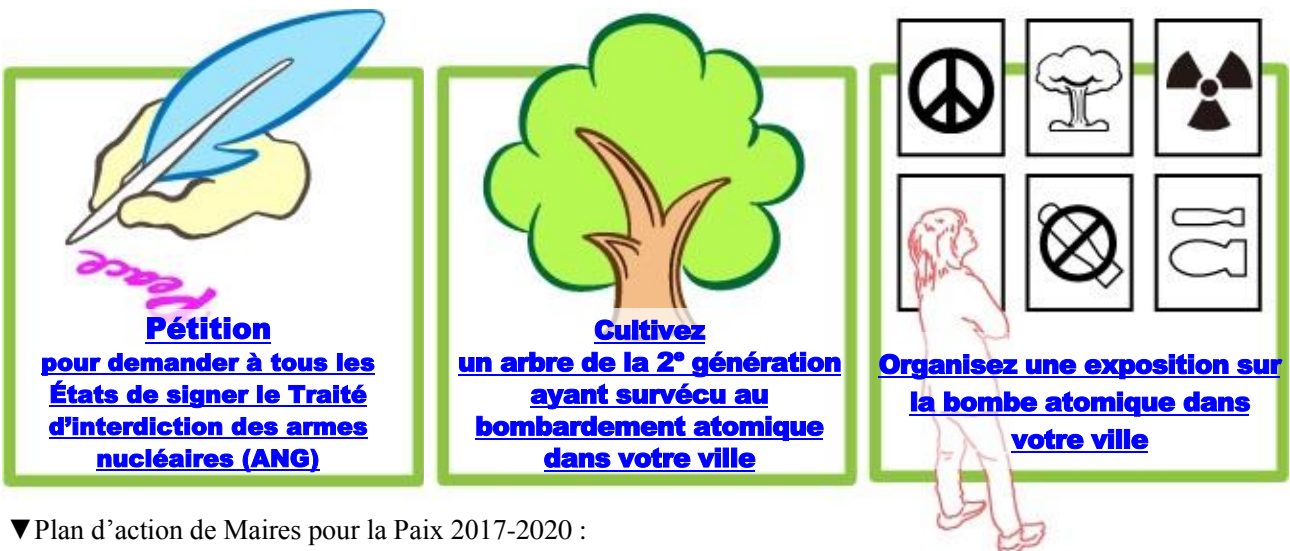 Peace
Pétition
pour demander à tous les
États de signer le Traité
d’interdiction des armes
nucléaires (ANG)
Cultivez
un arbre de la 2ᵉ génération
ayant survécu au
bombardement atomique
dans votre ville
Organisez une exposition sur
la bombe atomique dans
votre ville
▼Plan d’action de Maires pour la Paix 2017-2020 :